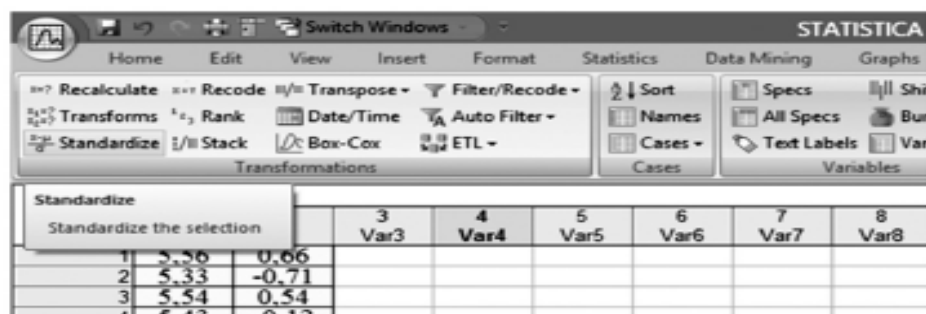 Switch Windows STATISTICA
Home Edit View Insert Format Statistics Data Mining Graphs
Recalculate Recode Transpose Filter/Recode Sort Specs Shi
Transforms Rank Date/Time Auto Filter Names All Specs Bu
Standardize Stack Box-Cox ETL Cases Text Labels Var
Transformations Cases Variables
Standardize
Standardize the selection
3 4 5 6 7 8
Var3 Var4 Var5 Var6 Var7 Var8
1 5,56 0,66
2 5,33 -0,71
3 5,54 0,54